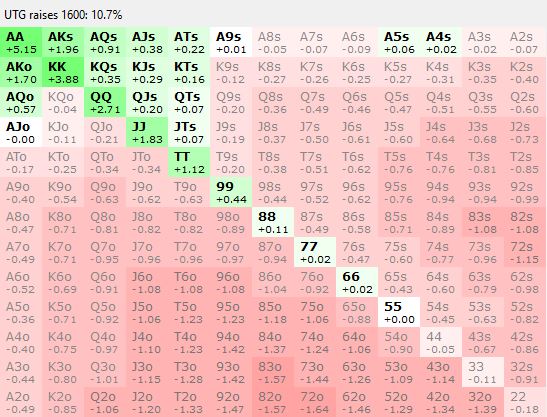 UTG raises 1600: 10.7%
AA AKs AQs AJs ATs A9s A8s A7s A6s A5s A4s A3s A2s
+5.15 +1.96 +0.91 +0.38 +0.22 +0.01 -0.05 -0.07 -0.09 +0.06 +0.02 -0.02 -0.07
AKo KK KQs KJs KTs K9s K8s K7s K6s K5s K4s K3s K2s
+1.70 +3.88 +0.35 +0.29 +0.16 -0.12 -0.27 -0.26 -0.25 -0.27 -0.31 -0.35 -0.40
AQo KQo QQ QJs QTs Q9s Q8s Q7s Q6s Q5s Q4s Q3s Q2s
+0.57 -0.04 +2.71 +0.20 +0.07 -0.20 -0.36 -0.49 -0.46 -0.47 -0.51 -0.55 -0.60
AJo KJo QJo JJ JTs J9s J8s J7s J6s J5s J4s J3s J2s
-0.00 -0.11 -0.21 +1.83 +0.07 -0.19 -0.37 -0.50 -0.61 -0.60 -0.64 -0.68 -0.73
ATo KTo QTo JTo TT T9s T8s T7s T6s T5s T4s T3s T2s
-0.17 -0.25 -0.34 -0.34 +1.12 -0.20 -0.38 -0.51 -0.62 -0.76 -0.76 -0.81 -0.85
A9o K9o Q9o J9o T9o 99 98s 97s 96s 95s 94s 93s 92s
-0.40 -0.54 -0.63 -0.62 -0.63 +0.44 -0.44 -0.52 -0.62 -0.76 -0.94 -0.94 -0.99
A8o K8o Q8o J8o T8o 98o 88 87s 86s 85s 84s 83s 82s
-0.47 -0.71 -0.81 -0.82 -0.82 -0.89 +0.11 -0.49 -0.58 -0.71 -0.89 -1.08 -1.08
A7o K7o Q7o J7o T7o 97o 87o 77 76s 75s 74s 73s 72s
-0.49 -0.71 -0.95 -0.96 -0.96 -0.97 -0.94 +0.02 -0.47 -0.60 -0.77 -0.96 -1.15
A6o K6o Q6o J6o T6o 96o 86o 76o 66 65s 64s 63s 62s
-0.52 -0.69 -0.91 -1.08 -1.08 -1.08 -1.04 -0.92 +0.02 -0.43 -0.60 -0.79 -0.98
A5o K5o Q5o J5o T5o 95o 85o 75o 65o 55 54s 53s 52s
-0.36 -0.71 -0.92 -1.06 -1.23 -1.23 -1.18 -1.06 -0.88 +0.00 -0.45 -0.63 -0.82
A4o K4o Q4o J4o T4o 94o 84o 74o 64o 54o 44 43s 42s
-0.40 -0.75 -0.97 -1.10 -1.23 -1.42 -1.37 -1.24 -1.06 -0.90 -0.05 -0.67 -0.86
A3o K3o Q3o J3o T3o 93o 83o 73o 63o 53o 43o 33 32s
-0.44 -0.80 -1.01 -1.15 -1.28 -1.42 -1.57 -1.44 -1.26 -1.09 -1.14 -0.11 -0.91
A2o K2o Q2o J2o T2o 92o 82o 72o 62o 52o 42o 32o 22
-0.49 -0.85 -1.06 -1.20 -1.33 -1.47 -1.57 -1.64 -1.46 -1.29 -1.34 -1.39 -0.18